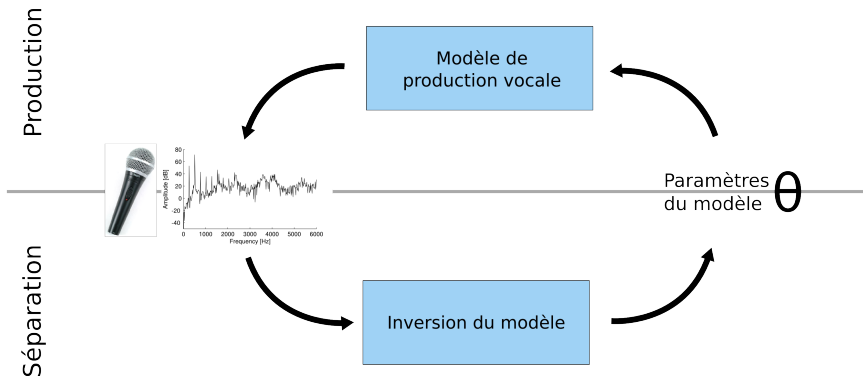 Production
Modèle de
production vocale
80
60
40
20
0
-20
-40
Amplitude [dB]
0 1000 2000 3000 4000 5000 6000
Frequency [Hz]
Paramètres
du modèle
θ
Séparation
Inversion du modèle